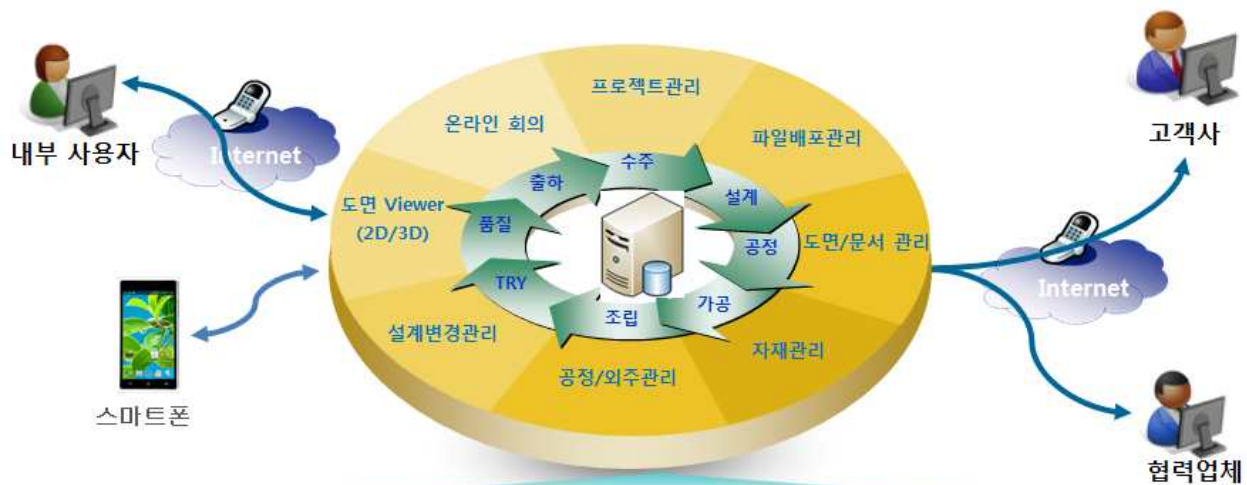 프로젝트관리
온라인 회의
파일배포관리
고객사
내부 사용자
Internet
수주
출하
설계
도면 Viewer
(2D/3D)
품질
공정
도면/문서 관리
TRY
가공
조립
Internet
설계변경관리
자재관리
공정/외주관리
스마트폰
협력업체